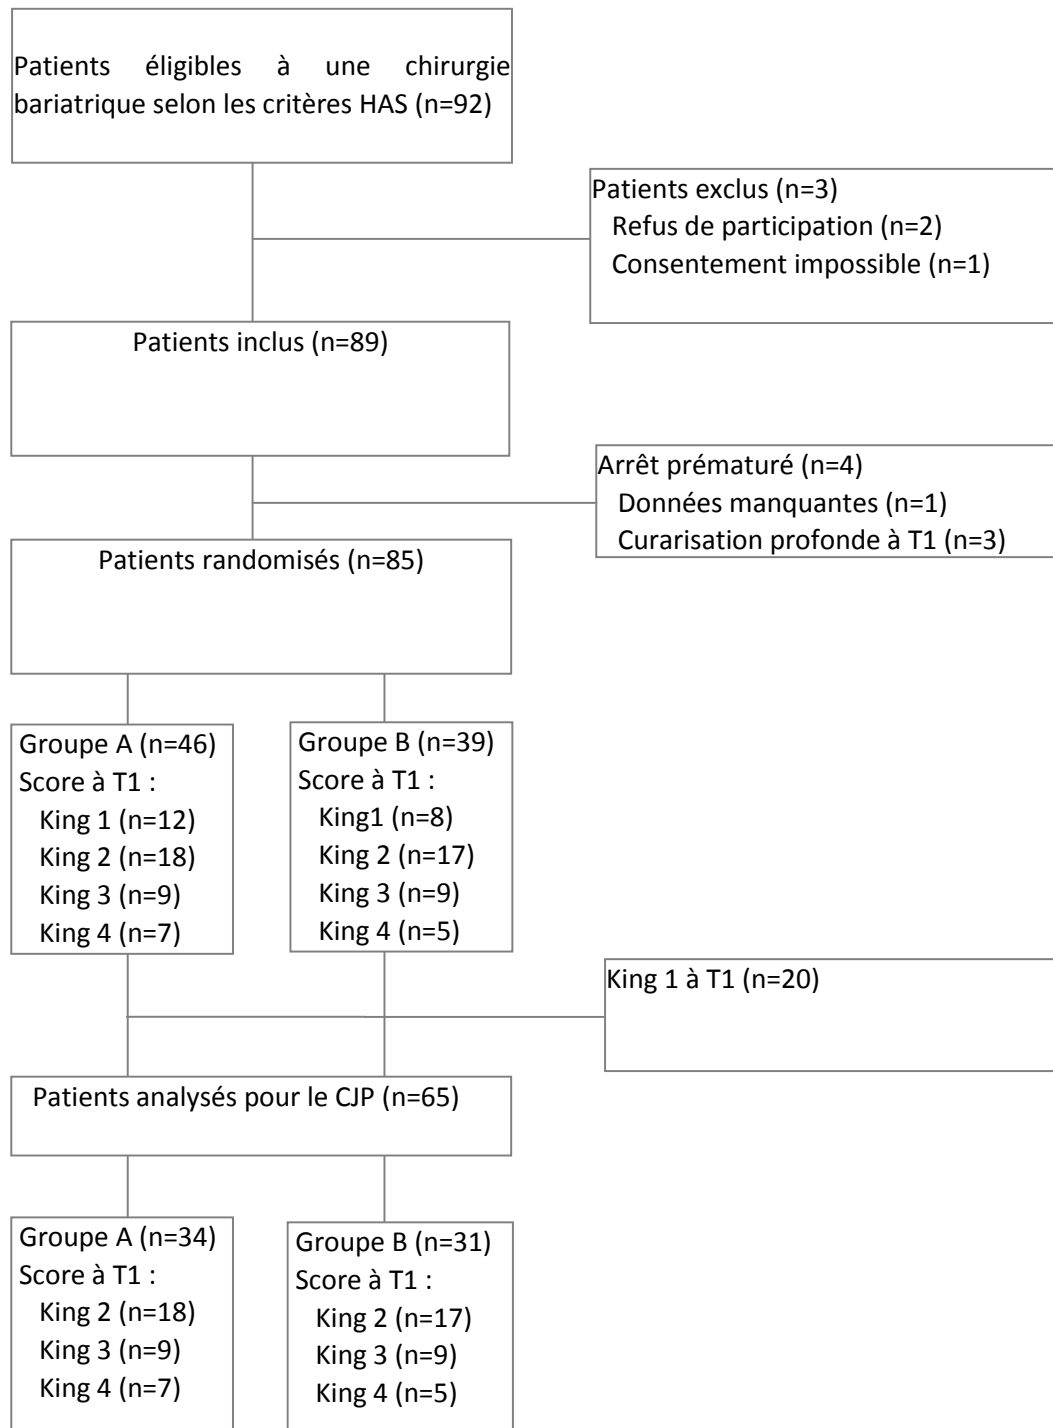 Patients éligibles à une chirurgie
bariatrique selon les critères HAS (n=92)
Patients exclus (n=3)
Refus de participation (n=2)
Consentement impossible (n=1)
Patients inclus (n=89)
Arrêt prématuré (n=4)
Données manquantes (n=1)
Curarisation profonde à T1 (n=3)
Patients randomisés (n=85)
Groupe A (n=46)
Score à T1 :
King 1 (n=12)
King 2 (n=18)
King 3 (n=9)
King 4 (n=7)
Groupe B (n=39)
Score à T1 :
King1 (n=8)
King 2 (n=17)
King 3 (n=9)
King 4 (n=5)
King 1 à T1 (n=20)
Patients analysés pour le CJP (n=65)
Groupe A (n=34)
Score à T1 :
King 2 (n=18)
King 3 (n=9)
King 4 (n=7)
Groupe B (n=31)
Score à T1 :
King 2 (n=17)
King 3 (n=9)
King 4 (n=5)